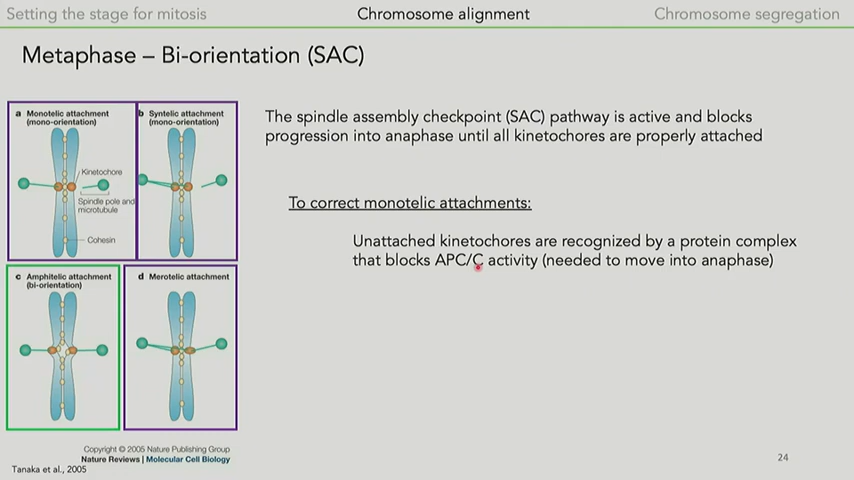 Setting the stage for mitosis
Chromosome alignment
Chromosome segregation
Metaphase – Bi-orientation (SAC)
a Monotelic attachment
(mono-orientation)
Kinetochore
Spindle pole and
microtubule
Cohesin
b Syntelic attachment
(mono-orientation)
c Amphitelic attachment
(bi-orientation)
d Merotelic attachment
Copyright © 2005 Nature Publishing Group
Nature Reviews | Molecular Cell Biology
Tanaka et al., 2005
The spindle assembly checkpoint (SAC) pathway is active and blocks
progression into anaphase until all kinetochores are properly attached
To correct monotelic attachments:
Unattached kinetochores are recognized by a protein complex
that blocks APC/C activity (needed to move into anaphase)
24